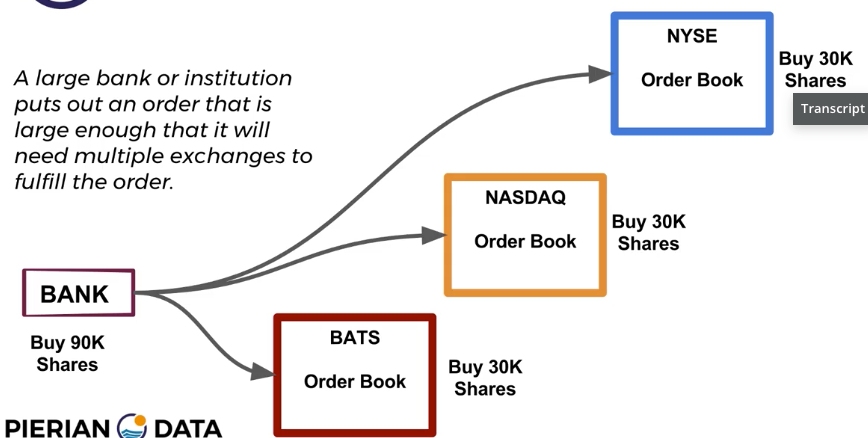 A large bank or institution
puts out an order that is
large enough that it will
need multiple exchanges to
fulfill the order.
NYSE
Order Book
Buy 30K
Shares
Transcript
NASDAQ
Order Book
Buy 30K
Shares
BANK
Buy 90K
Shares
BATS
Order Book
Buy 30K
Shares
PIERIAN DATA